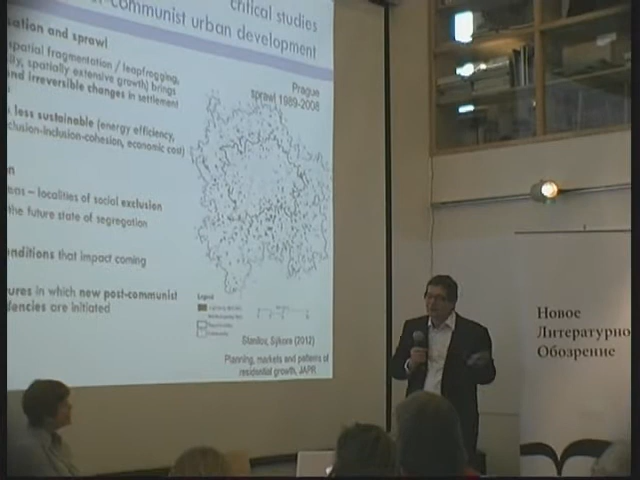 critical studies
-communist urban development
sation and sprawl
spatial fragmentation / leapfrogging,
lly, spatially extensive growth) brings
and irreversible changes in settlement
Prague
sprawl 1989-2008
less sustainable (energy efficiency,
clusion-inclusion-cohesion, economic cost)
– localities of social exclusion
the future state of segregation
nditions that impact coming
ures in which new post-communist
dencies are initiated
Legend
Stanilov, Sýkora (2012)
Planning, markets and patterns of
residential growth, JAPR
Новое
Литературно
Обозрение